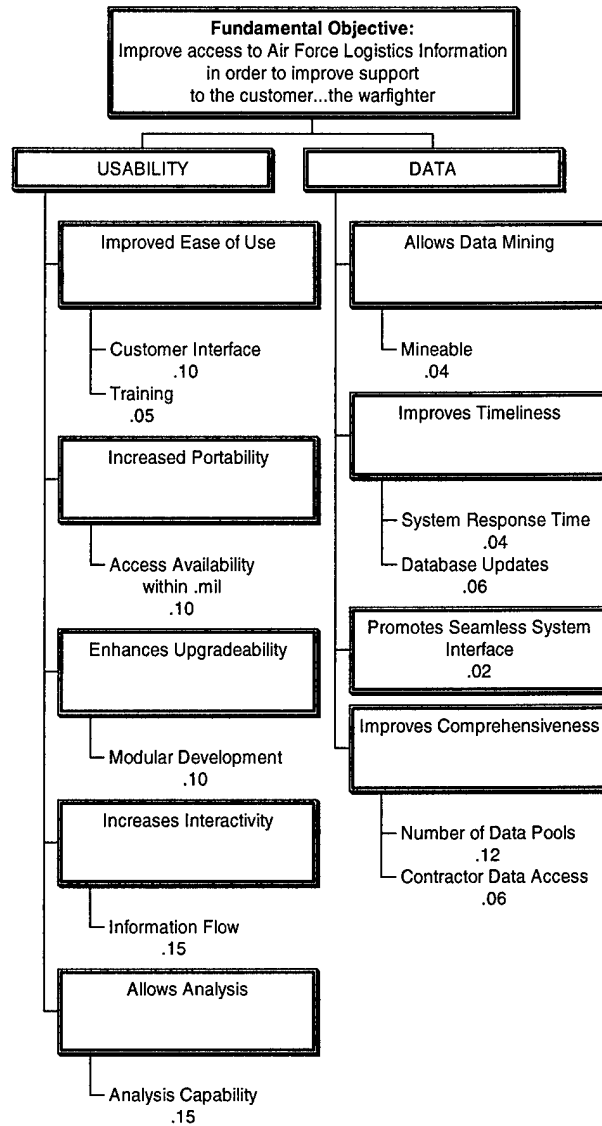 Fundamental Objective:
Improve access to Air Force Logistics Information
in order to improve support
to the customer...the warfighter
USABILITY
Improved Ease of Use
Customer Interface
.10
Training
.05
Increased Portability
Access Availability
within .mil
.10
Enhances Upgradeability
Modular Development
.10
Increases Interactivity
Information Flow
.15
Allows Analysis
Analysis Capability
.15
DATA
Allows Data Mining
Mineable
.04
Improves Timeliness
System Response Time
.04
Database Updates
.06
Promotes Seamless System
Interface
.02
Improves Comprehensiveness
Number of Data Pools
.12
Contractor Data Access
.06